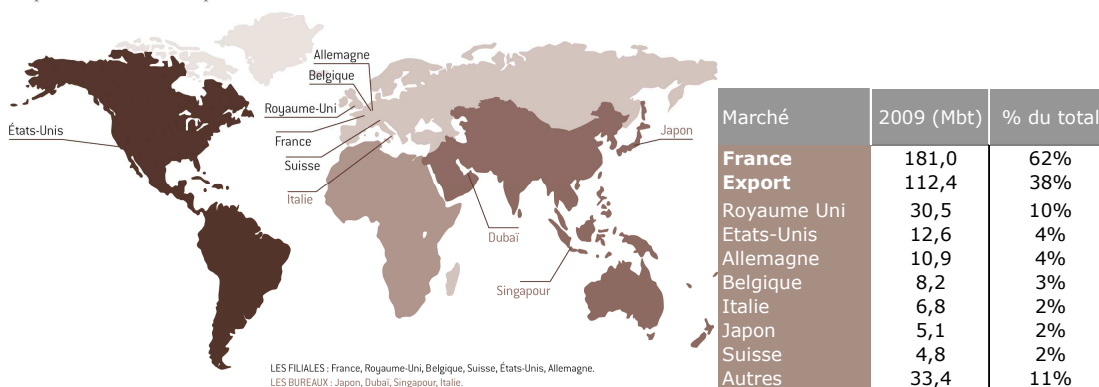 Allemagne
Belgique
Royaume-Uni
États-Unis
France
Suisse
Italie
Japon
Dubaï
Singapour
LES FILIALES : France, Royaume-Uni, Belgique, Suisse, États-Unis, Allemagne.
LES BUREAUX : Japon, Dubaï, Singapour, Italie.
Marché 2009 (Mbt) % du total
France 181,0 62%
Export 112,4 38%
Royaume Uni 30,5 10%
Etats-Unis 12,6 4%
Allemagne 10,9 4%
Belgique 8,2 3%
Italie 6,8 2%
Japon 5,1 2%
Suisse 4,8 2%
Autres 33,4 11%